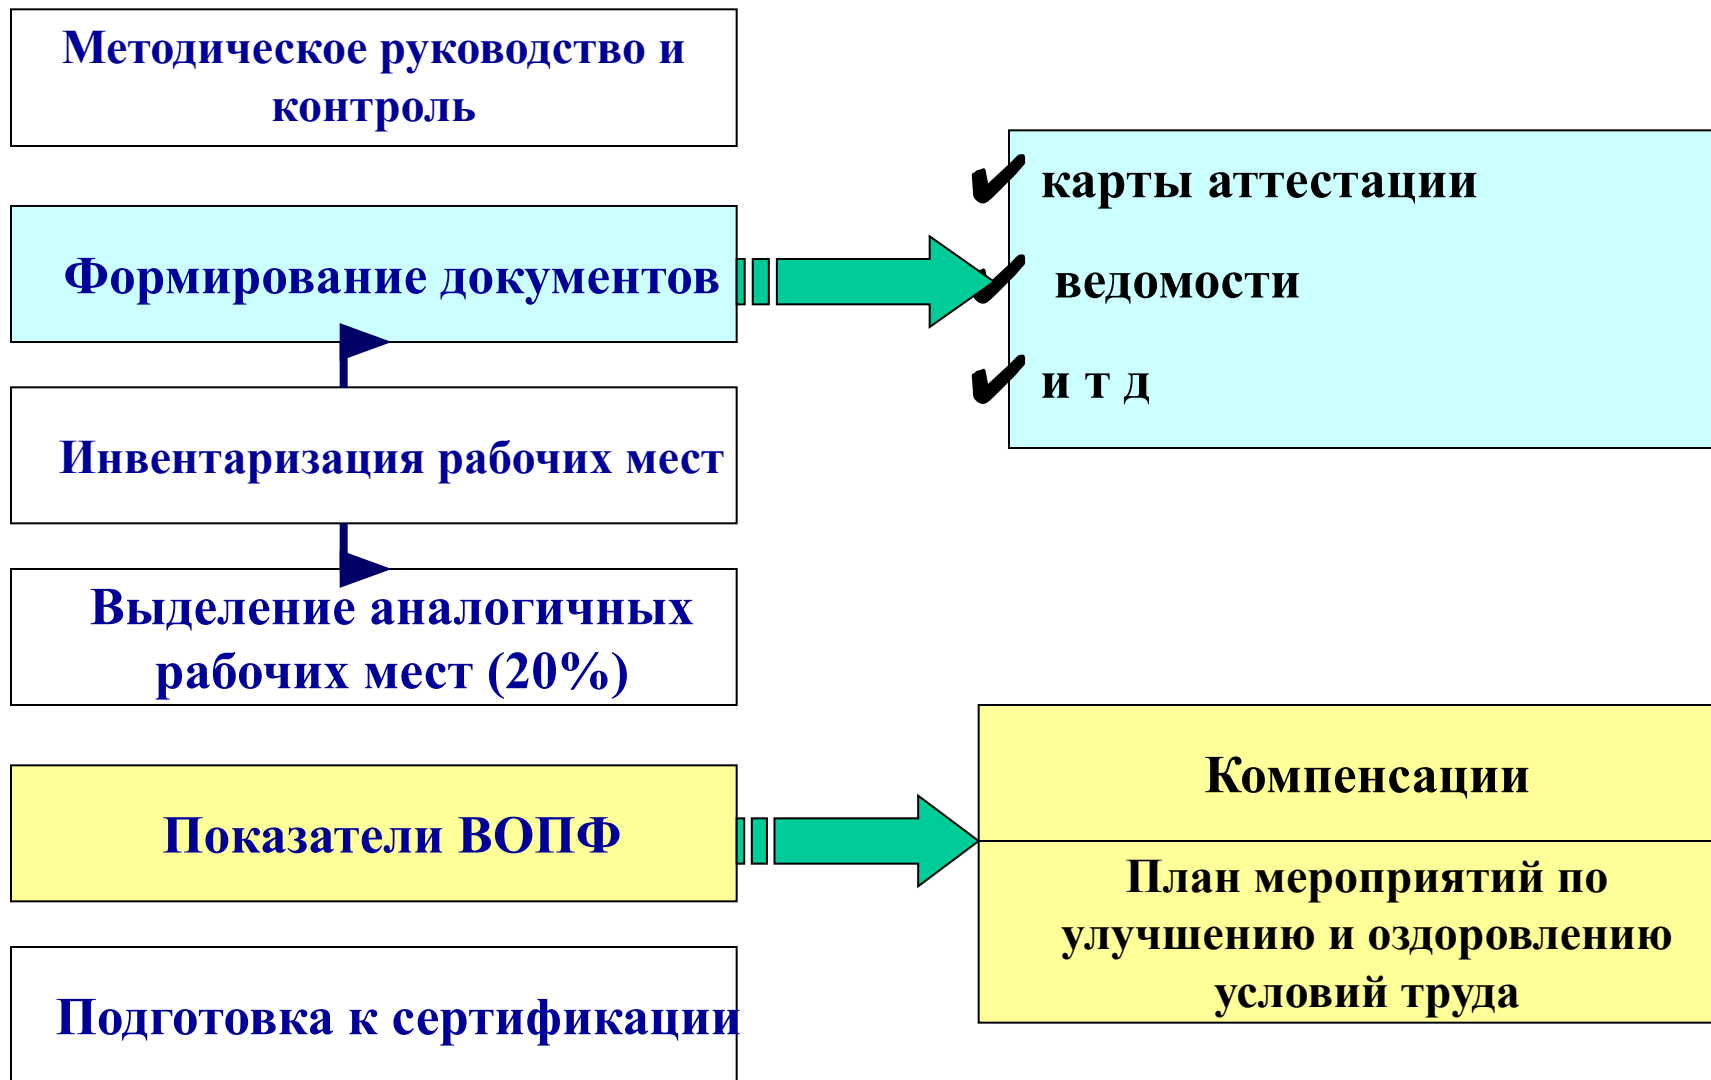 Методическое руководство и
контроль
Формирование документов
Инвентаризация рабочих мест
Выделение аналогичных
рабочих мест (20%)
Показатели ВОПФ
Подготовка к сертификации
✔ карты аттестации
✔ ведомости
✔ и т д
Компенсации
План мероприятий по
улучшению и оздоровлению
условий труда